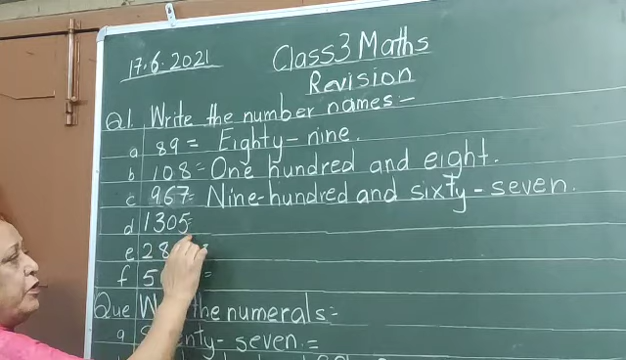 17.6.2021
Class 3 Maths
Revision
Q1. Write the number names:-
a 89 = Eighty-nine.
b 108 = One hundred and eight.
c 967 = Nine-hundred and sixty-seven.
d 1305 =
e 28 =
f 5 =
Que the numerals:-
a -seven. =